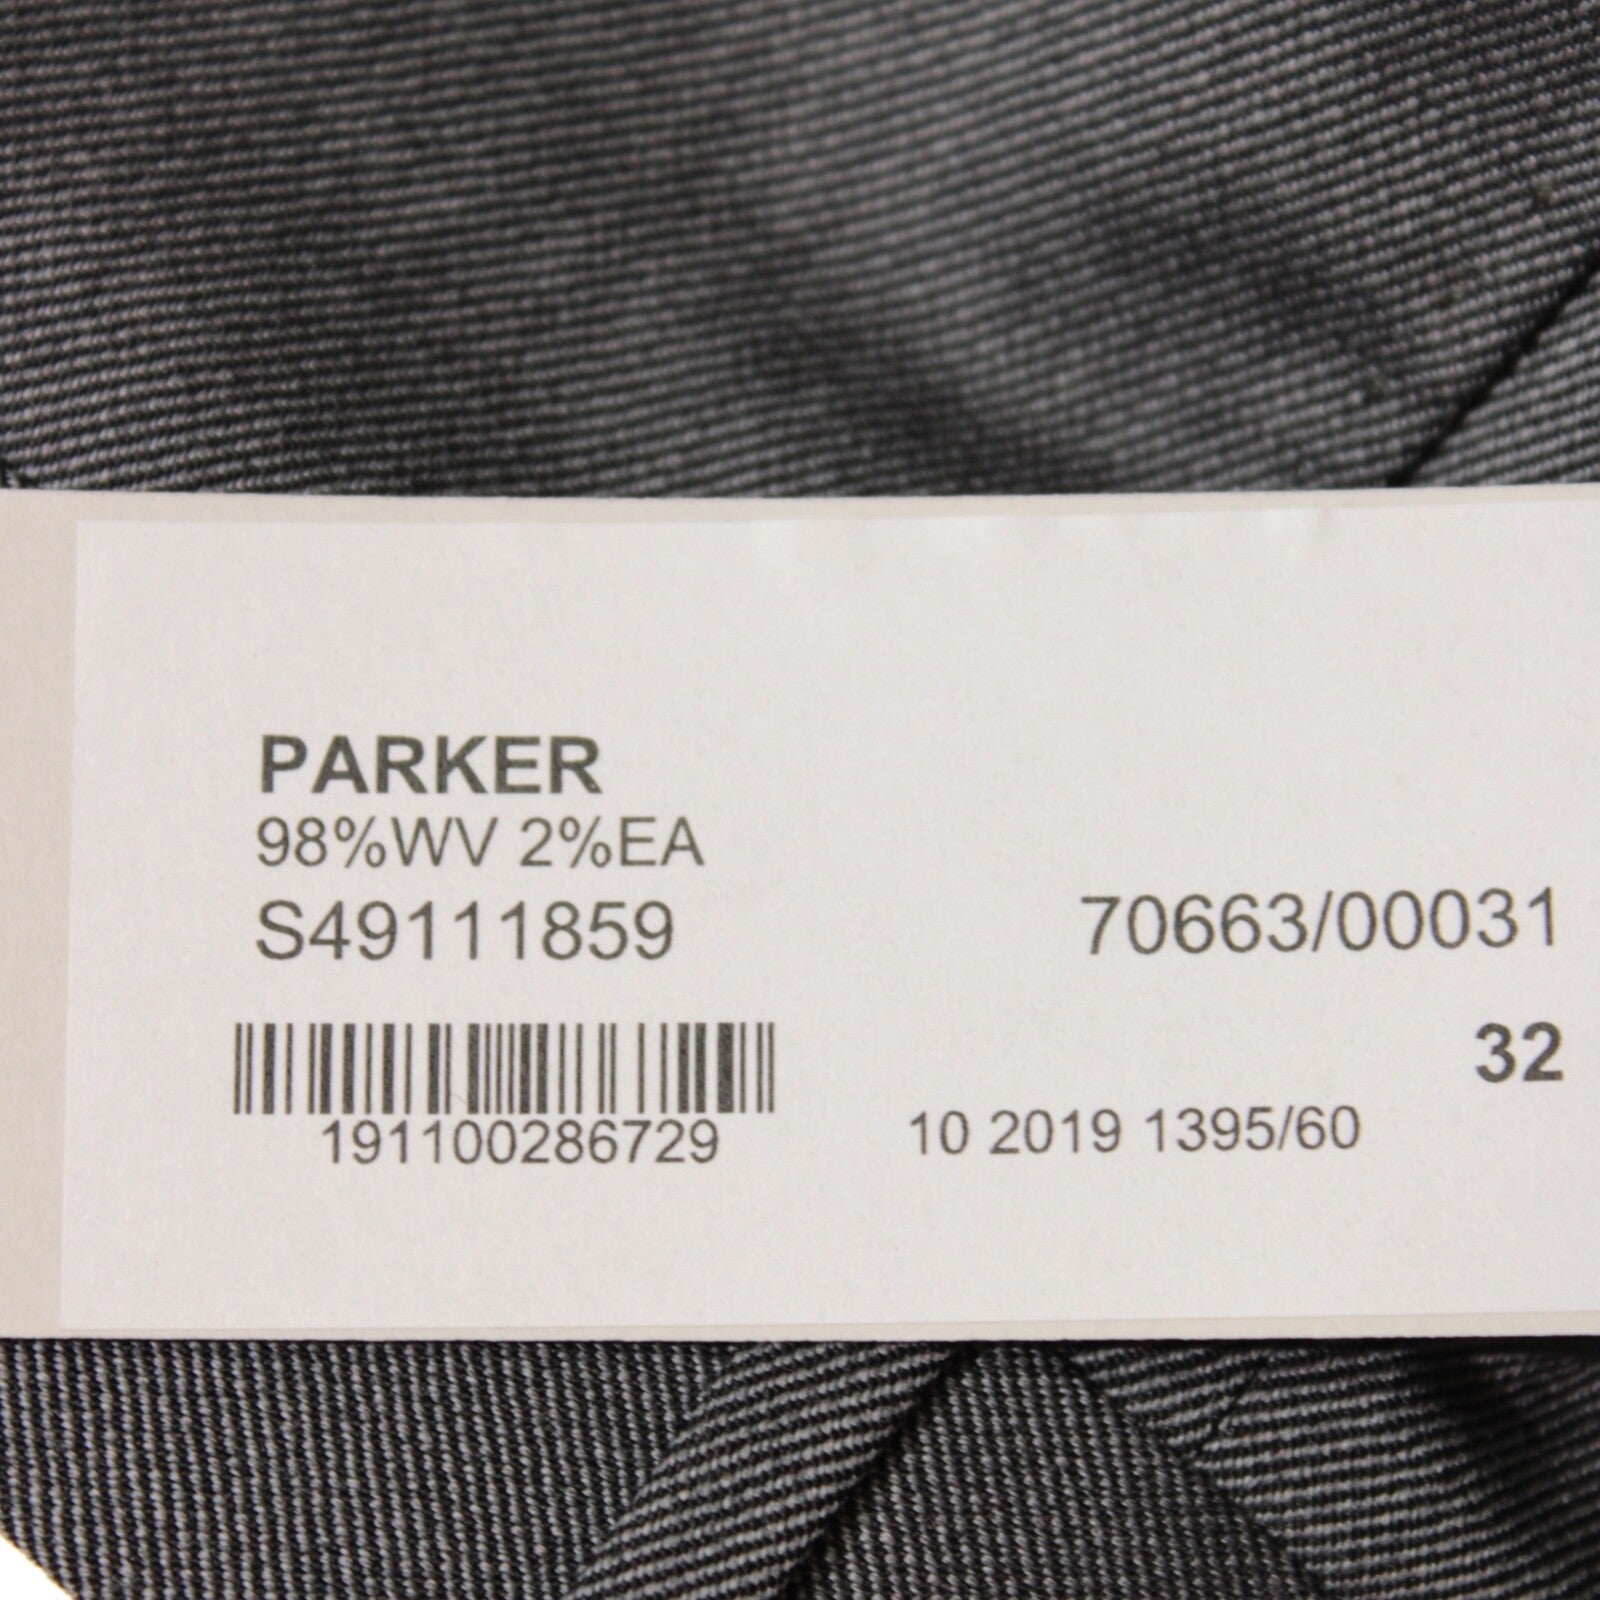 PARKER
98%WV 2%EA
S49111859 70663/00031
32
191100286729 10 2019 1395/60